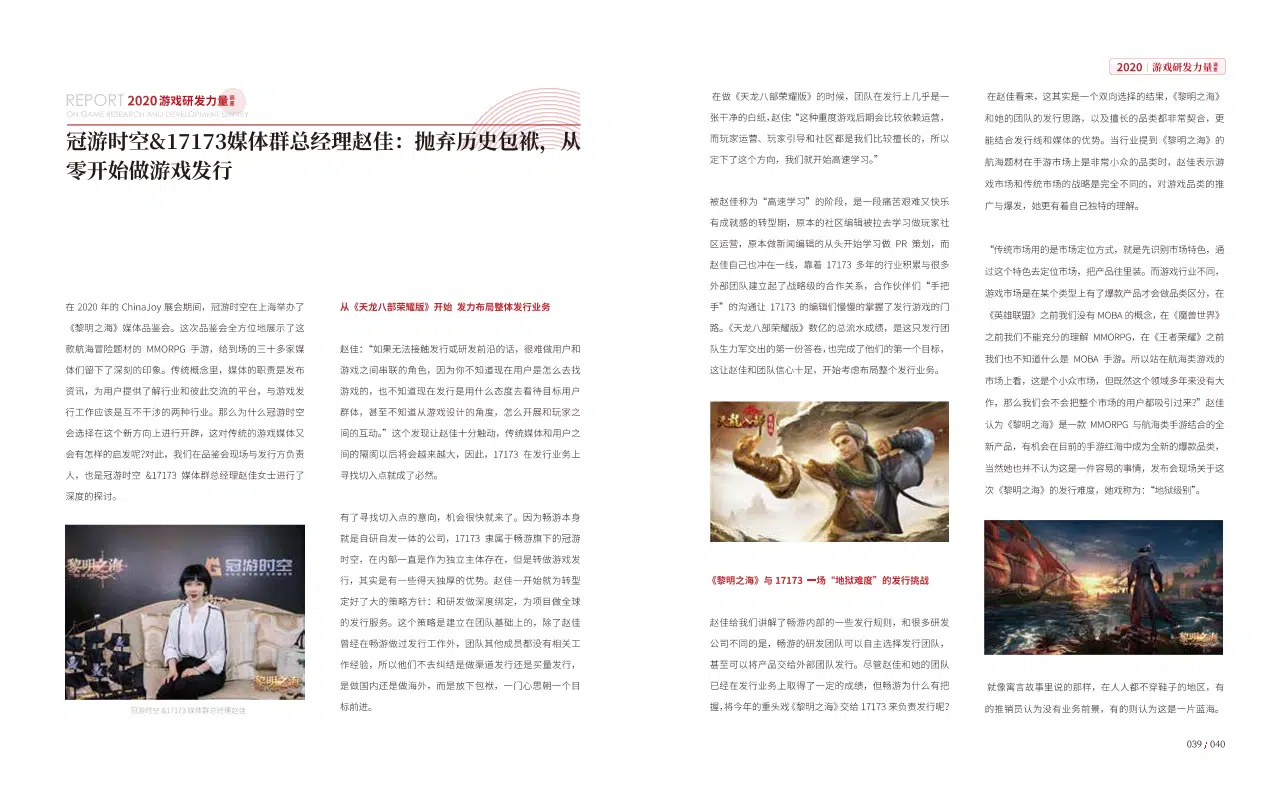 REPORT 2020 游戏研发力量
ON GAME RESEARCH AND DEVELOPMENT SURVEY
冠游时空&17173媒体群总经理赵佳：抛弃历史包袱，从
零开始做游戏发行
在 2020 年的 ChinaJoy 展会期间，冠游时空在上海举办了
《黎明之海》媒体品鉴会。这次品鉴会全方位地展示了这
款航海冒险题材的 MMORPG 手游，给到场的三十多家媒
体们留下了深刻的印象。传统概念里，媒体的职责是发布
资讯，为用户提供了解行业和彼此交流的平台，与游戏发
行工作应该是互不干涉的两种行业。那么为什么冠游时空
会选择在这个新方向上进行开辟，这对传统的游戏媒体又
会有怎样的启发呢?对此，我们在品鉴会现场与发行方负责
人，也是冠游时空 &17173 媒体群总经理赵佳女士进行了
深度的探讨。
黎明之海
冠游时空
黎明之海
冠游时空 &17173 媒体群总经理赵佳
从《天龙八部荣耀版》开始 发力布局整体发行业务
赵佳：“如果无法接触发行或研发前沿的话，很难做用户和
游戏之间串联的角色，因为你不知道现在用户是怎么去找
游戏的，也不知道现在发行是用什么态度去看待目标用户
群体，甚至不知道从游戏设计的角度，怎么开展和玩家之
间的互动。”这个发现让赵佳十分触动，传统媒体和用户之
间的隔阂以后将会越来越大，因此，17173 在发行业务上
寻找切入点就成了必然。
有了寻找切入点的意向，机会很快就来了。因为畅游本身
就是自研自发一体的公司，17173 隶属于畅游旗下的冠游
时空，在内部一直是作为独立主体存在，但是转做游戏发
行，其实是有一些得天独厚的优势。赵佳一开始就为转型
定好了大的策略方针：和研发做深度绑定，为项目做全球
的发行服务。这个策略是建立在团队基础上的，除了赵佳
曾经在畅游做过发行工作外，团队其他成员都没有相关工
作经验，所以他们不去纠结是做渠道发行还是买量发行，
是做国内还是做海外，而是放下包袱，一门心思朝一个目
标前进。
在做《天龙八部荣耀版》的时候，团队在发行上几乎是一
张干净的白纸,赵佳:“这种重度游戏后期会比较依赖运营，
而玩家运营、玩家引导和社区都是我们比较擅长的，所以
定下了这个方向，我们就开始高速学习。”
被赵佳称为“高速学习”的阶段，是一段痛苦艰难又快乐
有成就感的转型期，原本的社区编辑被拉去学习做玩家社
区运营，原本做新闻编辑的从头开始学习做 PR 策划，而
赵佳自己也冲在一线，靠着 17173 多年的行业积累与很多
外部团队建立起了战略级的合作关系，合作伙伴们“手把
手”的沟通让 17173 的编辑们慢慢的掌握了发行游戏的门
路。《天龙八部荣耀版》数亿的总流水成绩，是这只发行团
队生力军交出的第一份答卷,也完成了他们的第一个目标，
这让赵佳和团队信心十足，开始考虑布局整个发行业务。
天龙八部
《黎明之海》与 17173 一场“地狱难度”的发行挑战
赵佳给我们讲解了畅游内部的一些发行规则，和很多研发
公司不同的是，畅游的研发团队可以自主选择发行团队，
甚至可以将产品交给外部团队发行。尽管赵佳和她的团队
已经在发行业务上取得了一定的成绩，但畅游为什么有把
握,将今年的重头戏《黎明之海》交给 17173 来负责发行呢?
2020 游戏研发力量
在赵佳看来，这其实是一个双向选择的结果，《黎明之海》
和她的团队的发行思路，以及擅长的品类都非常契合，更
能结合发行线和媒体的优势。当行业提到《黎明之海》的
航海题材在手游市场上是非常小众的品类时，赵佳表示游
戏市场和传统市场的战略是完全不同的，对游戏品类的推
广与爆发，她更有着自己独特的理解。
“传统市场用的是市场定位方式，就是先识别市场特色，通
过这个特色去定位市场，把产品往里装。而游戏行业不同，
游戏市场是在某个类型上有了爆款产品才会做品类区分，在
《英雄联盟》之前我们没有 MOBA 的概念，在《魔兽世界》
之前我们不能充分的理解 MMORPG，在《王者荣耀》之前
我们也不知道什么是 MOBA 手游。所以站在航海类游戏的
市场上看，这是个小众市场，但既然这个领域多年来没有大
作，那么我们会不会把整个市场的用户都吸引过来?”赵佳
认为《黎明之海》是一款 MMORPG 与航海类手游结合的全
新产品，有机会在目前的手游红海中成为全新的爆款品类，
当然她也并不认为这是一件容易的事情，发布会现场关于这
次《黎明之海》的发行难度，她戏称为：“地狱级别”。
黎明之海
就像寓言故事里说的那样，在人人都不穿鞋子的地区，有
的推销员认为没有业务前景，有的则认为这是一片蓝海。
039 / 040